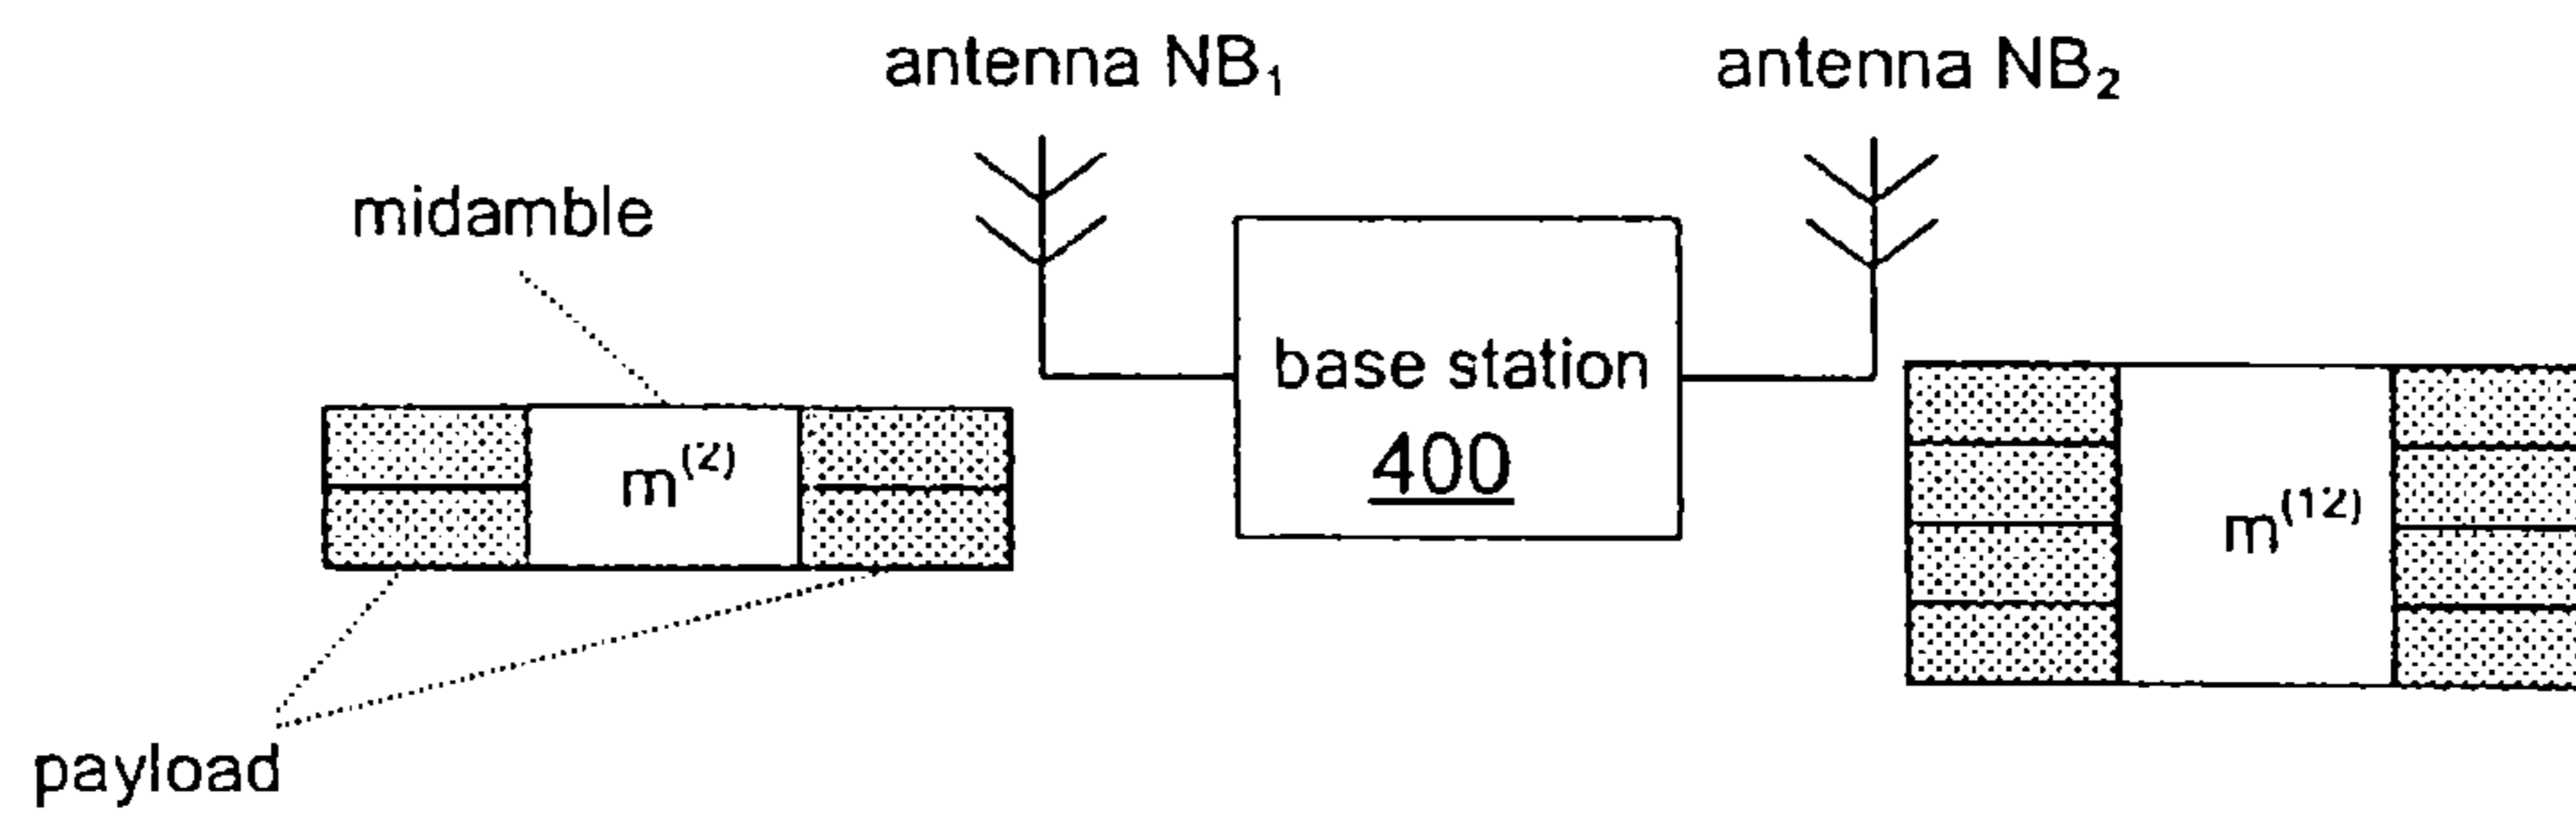 antenna NB₁
antenna NB₂
midamble
base station
400
m⁽²⁾
m⁽¹²⁾
payload